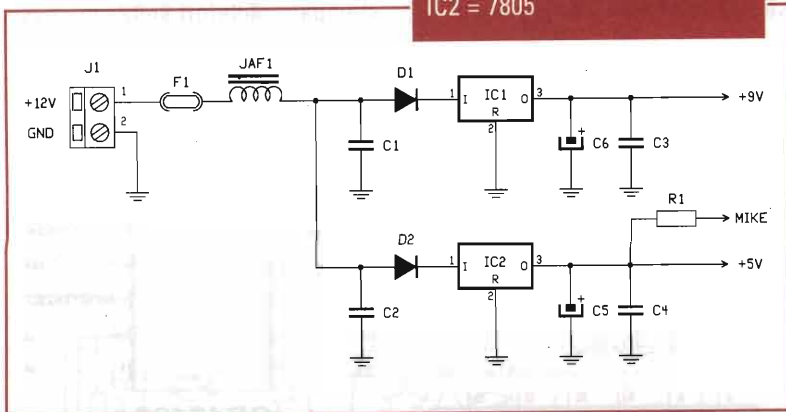 IC2 = 7805
J1
F1
JAF1
D1
+12V
1
GND
2
1
I
IC1
O
3
R
2
+9V
C1
+
C6
C3
R1
MIKE
D2
1
I
IC2
O
3
R
2
+5V
C2
+
C5
C4